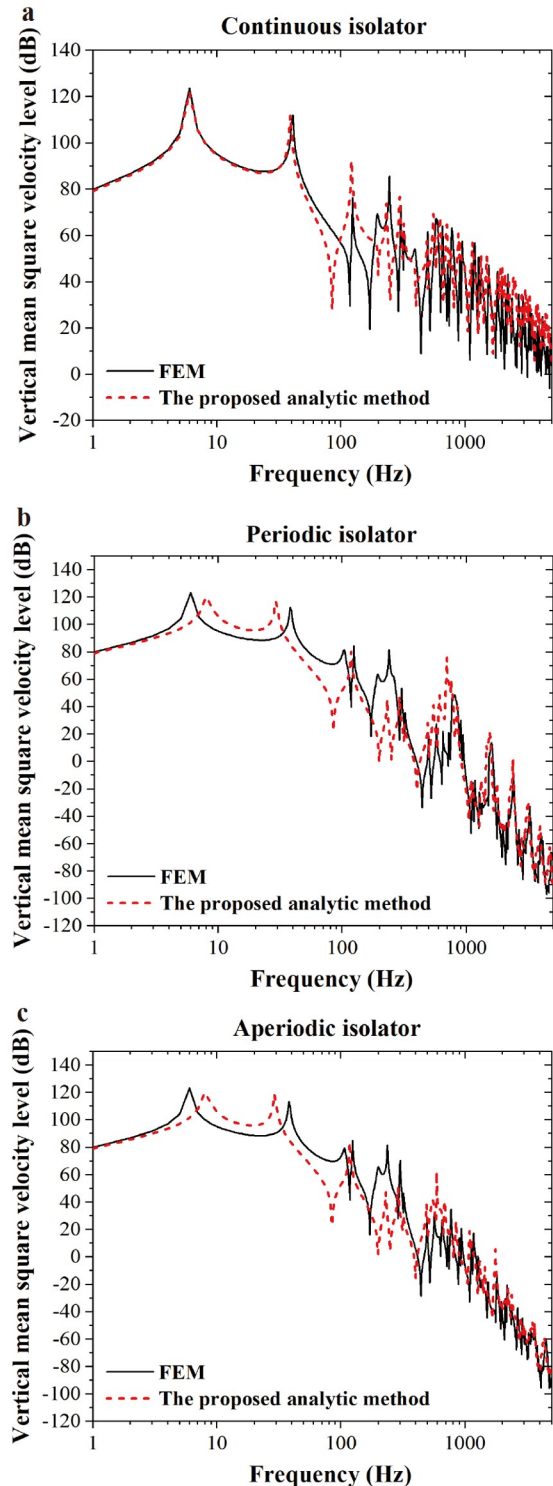 a
Continuous isolator
Vertical mean square velocity level (dB)
140
120
100
80
60
40
20
0
-20
FEM
The proposed analytic method
1
10
100
1000
Frequency (Hz)
b
Periodic isolator
Vertical mean square velocity level (dB)
140
120
100
80
60
40
20
0
-20
-40
-60
-80
-100
-120
FEM
The proposed analytic method
1
10
100
1000
Frequency (Hz)
c
Aperiodic isolator
Vertical mean square velocity level (dB)
140
120
100
80
60
40
20
0
-20
-40
-60
-80
-100
-120
FEM
The proposed analytic method
1
10
100
1000
Frequency (Hz)